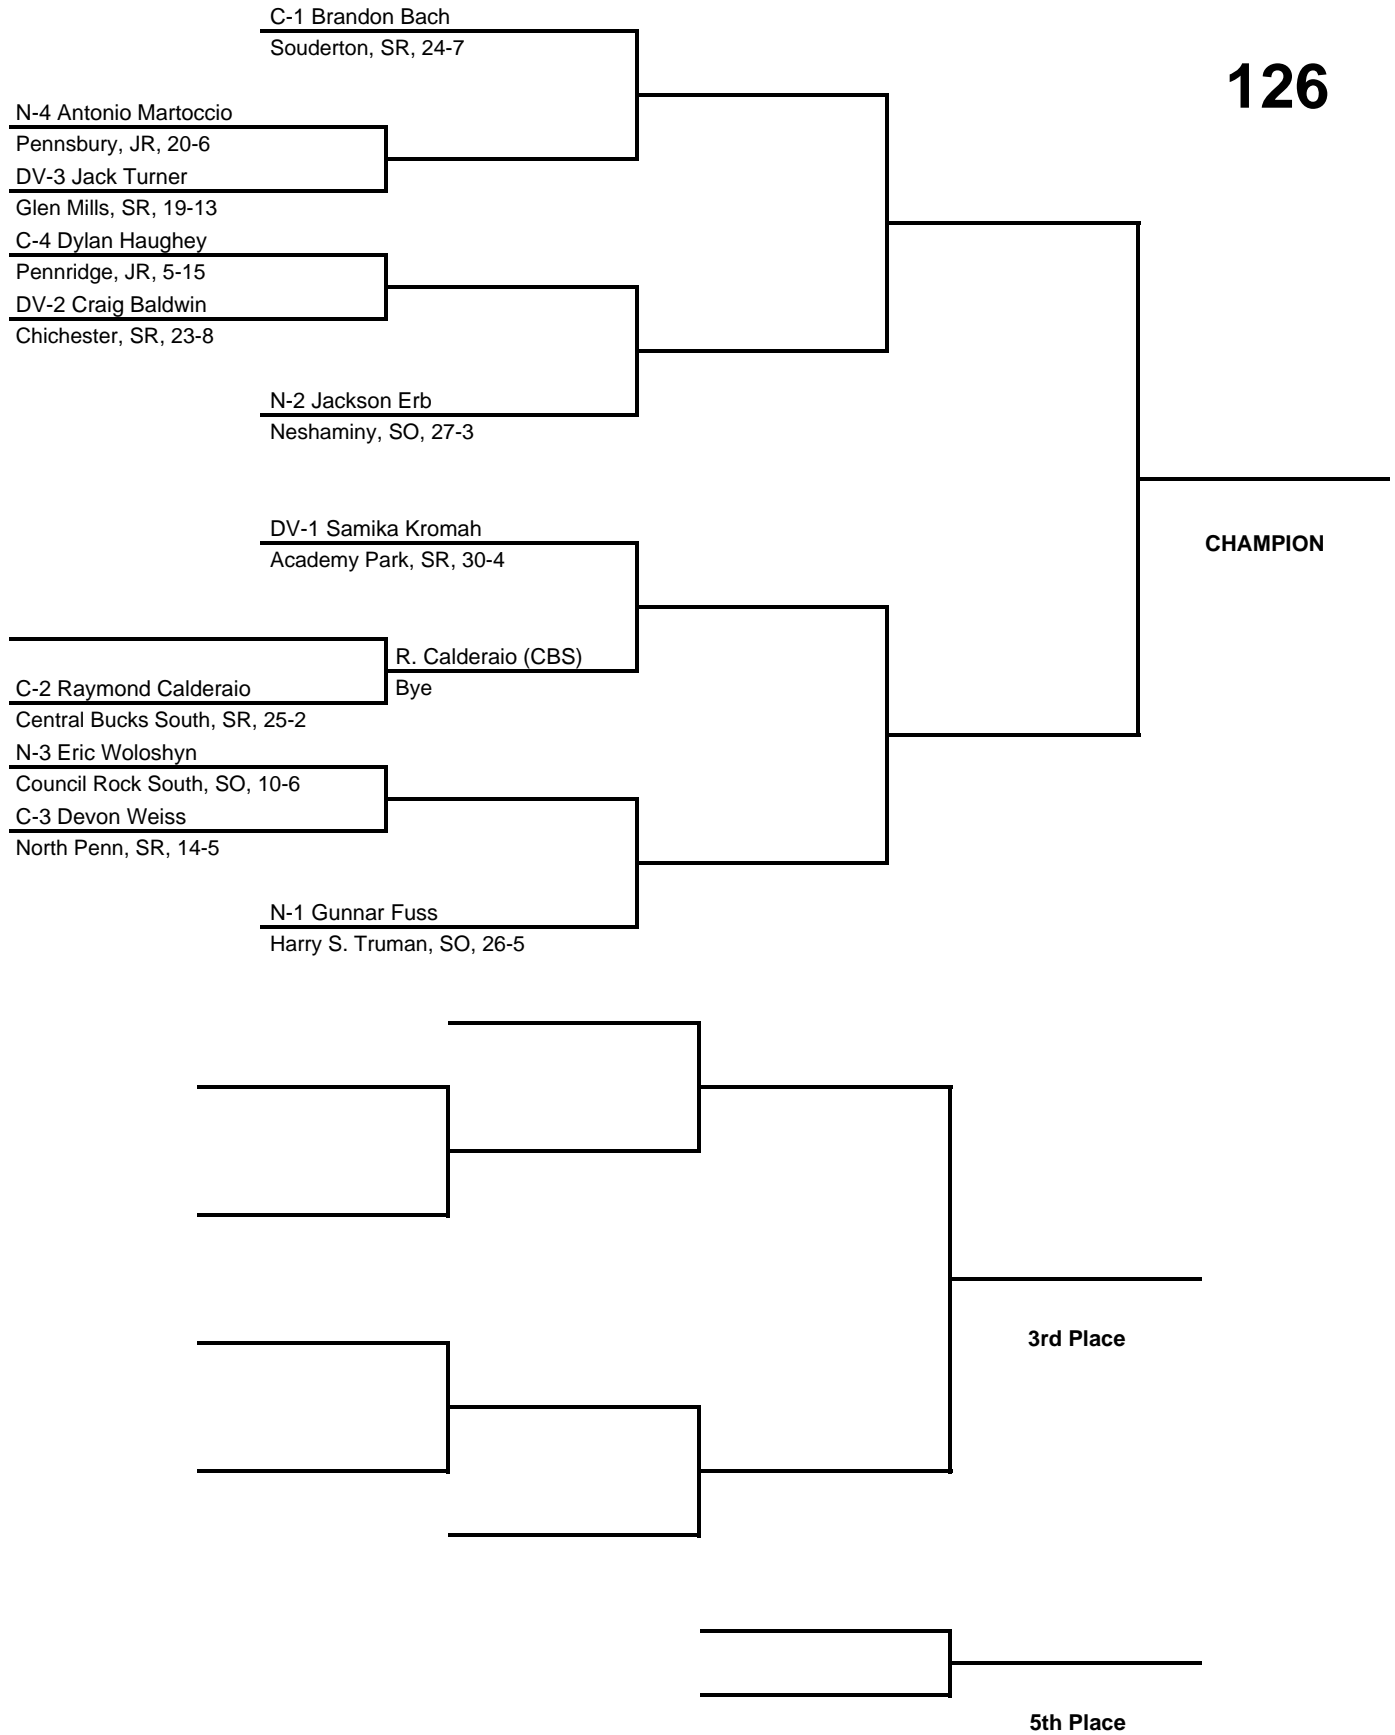 C-1 Brandon Bach
Souderton, SR, 24-7
126
N-4 Antonio Martoccio
Pennsbury, JR, 20-6
DV-3 Jack Turner
Glen Mills, SR, 19-13
C-4 Dylan Haughey
Pennridge, JR, 5-15
DV-2 Craig Baldwin
Chichester, SR, 23-8
N-2 Jackson Erb
Neshaminy, SO, 27-3
DV-1 Samika Kromah
Academy Park, SR, 30-4
CHAMPION
R. Calderaio (CBS)
Bye
C-2 Raymond Calderaio
Central Bucks South, SR, 25-2
N-3 Eric Woloshyn
Council Rock South, SO, 10-6
C-3 Devon Weiss
North Penn, SR, 14-5
N-1 Gunnar Fuss
Harry S. Truman, SO, 26-5
3rd Place
5th Place